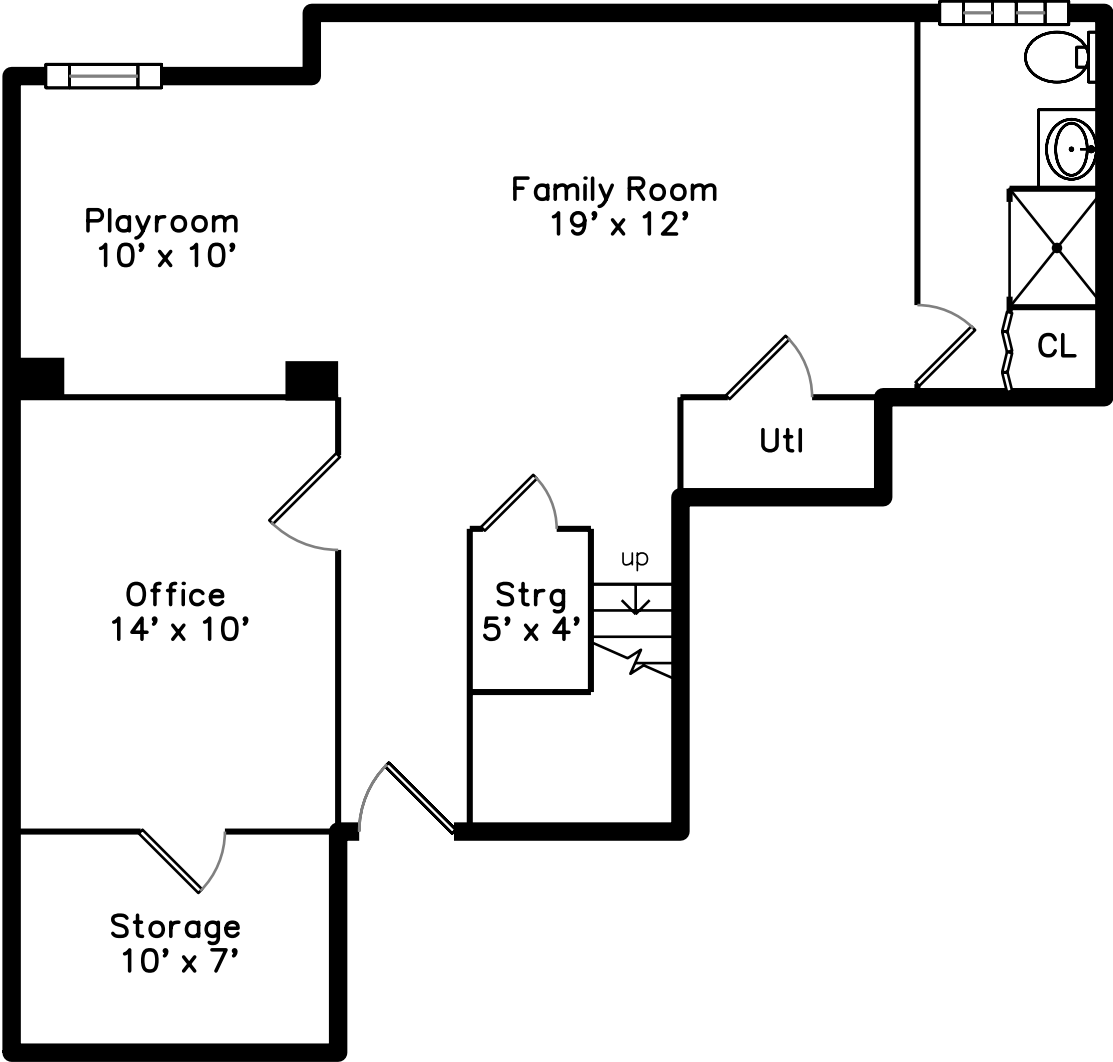 Family Room
19' x 12'
Playroom
10' x 10'
CL
Utl
up
Office
14' x 10'
Strg
5' x 4'
Storage
10' x 7'